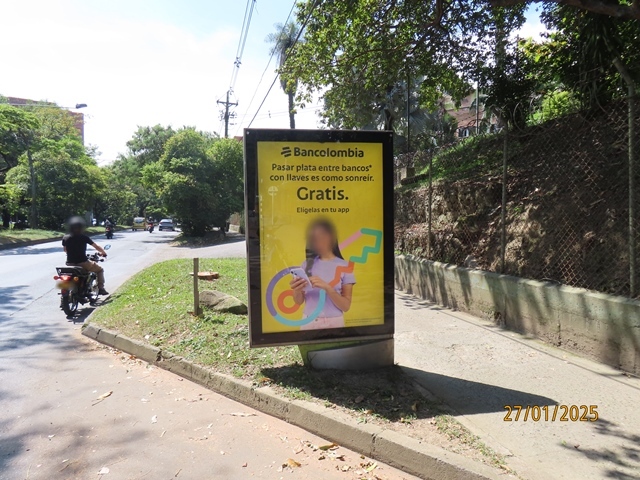 Bancolombia
Pasar plata entre bancos*
con llaves es como sonreír.
Gratis.
Elígelas en tu app
27/01/2025